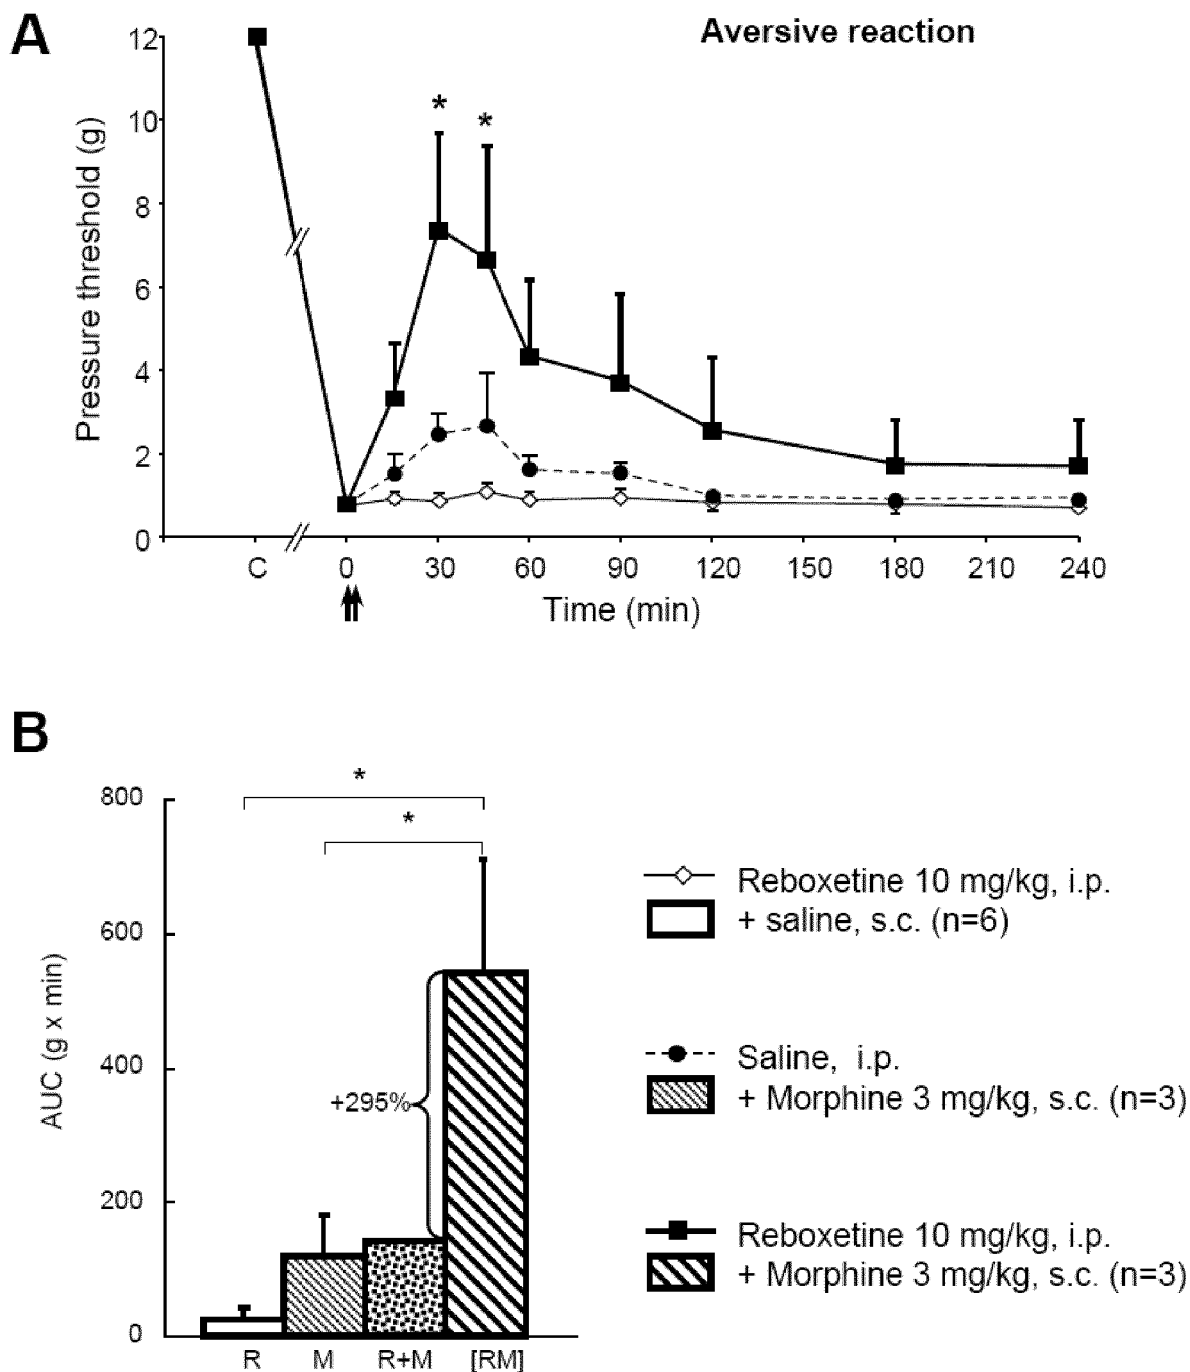 A
Aversive reaction
Pressure threshold (g)
12
10
8
6
4
2
0
* *
C 0 30 60 90 120 150 180 210 240
Time (min)
B
AUC (g x min)
800
600
400
200
0
*
*
+295%
R M R+M [RM]
Reboxetine 10 mg/kg, i.p.
+ saline, s.c. (n=6)
Saline, i.p.
+ Morphine 3 mg/kg, s.c. (n=3)
Reboxetine 10 mg/kg, i.p.
+ Morphine 3 mg/kg, s.c. (n=3)